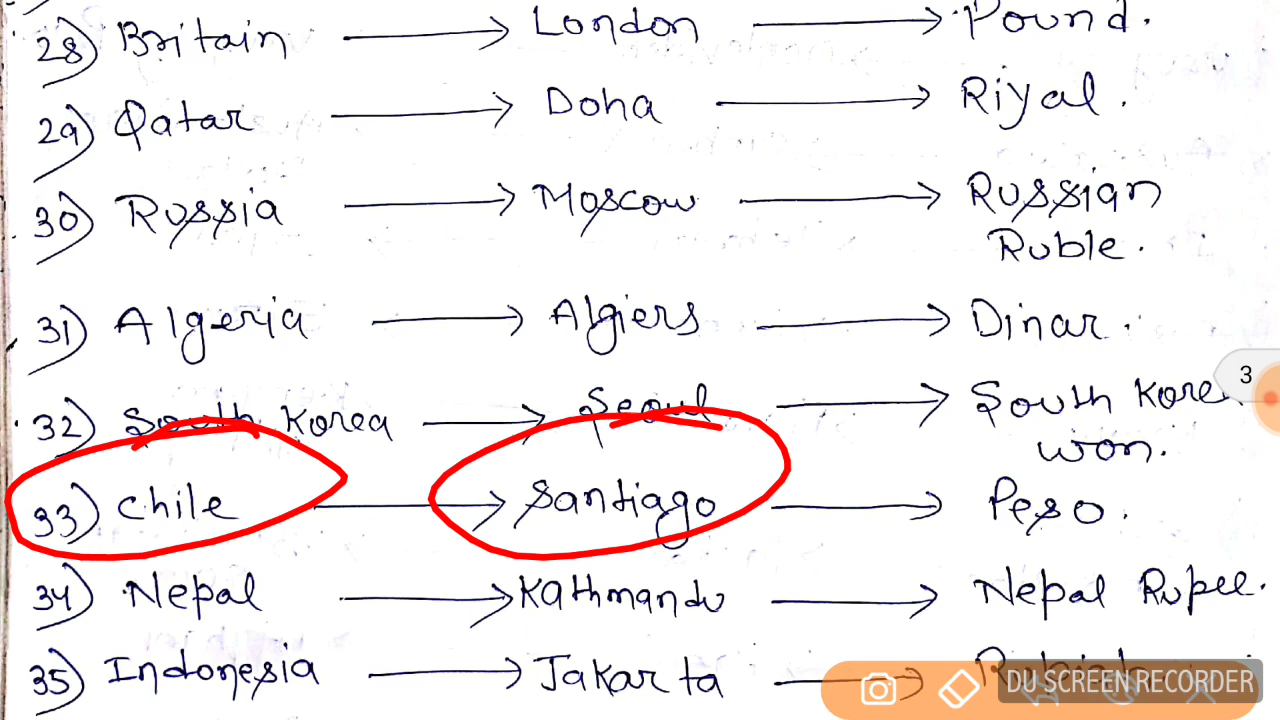 28) Britain → London → Pound.
29) Qatar → Doha → Riyal.
30) Russia → Moscow → Russian
Ruble.
31) Algeria → Algiers → Dinar.
32) South Korea → Seoul → South Kore
won.
33) Chile → Santiago → Peso.
34) Nepal → Kathmandu → Nepal Rupee.
35) Indonesia → Jakarta →
3
DU SCREEN RECORDER